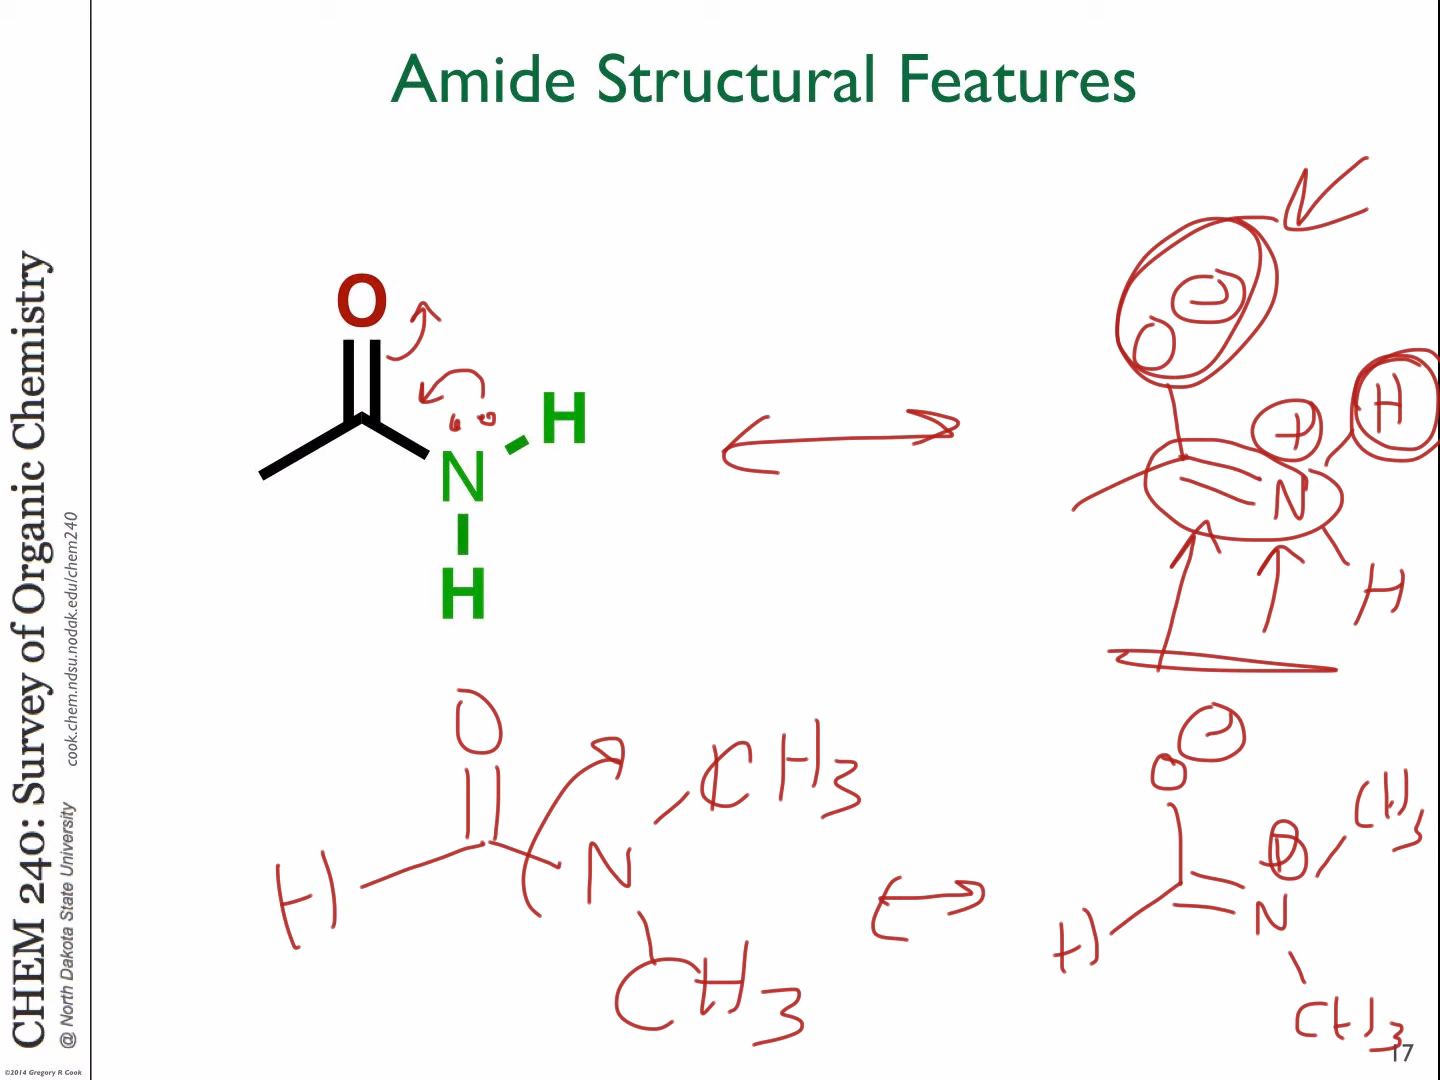 Amide Structural Features
CHEM 240: Survey of Organic Chemistry
@ North Dakota State University cook.chem.ndsu.nodak.edu/chem240
©2014 Gregory R Cook
O
N
H
H
O -
+
H
N
H
O
CH3
H
N
CH3
O -
CH3
+
N
H
CH3
17